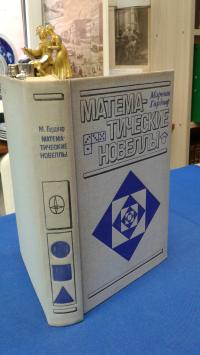 М. Гарднер
МАТЕМА-
ТИЧЕСКИЕ
НОВЕЛЛЫ
Мартин
Гарднер
МАТЕМА-
ТИЧЕСКИЕ
НОВЕЛЛЫ